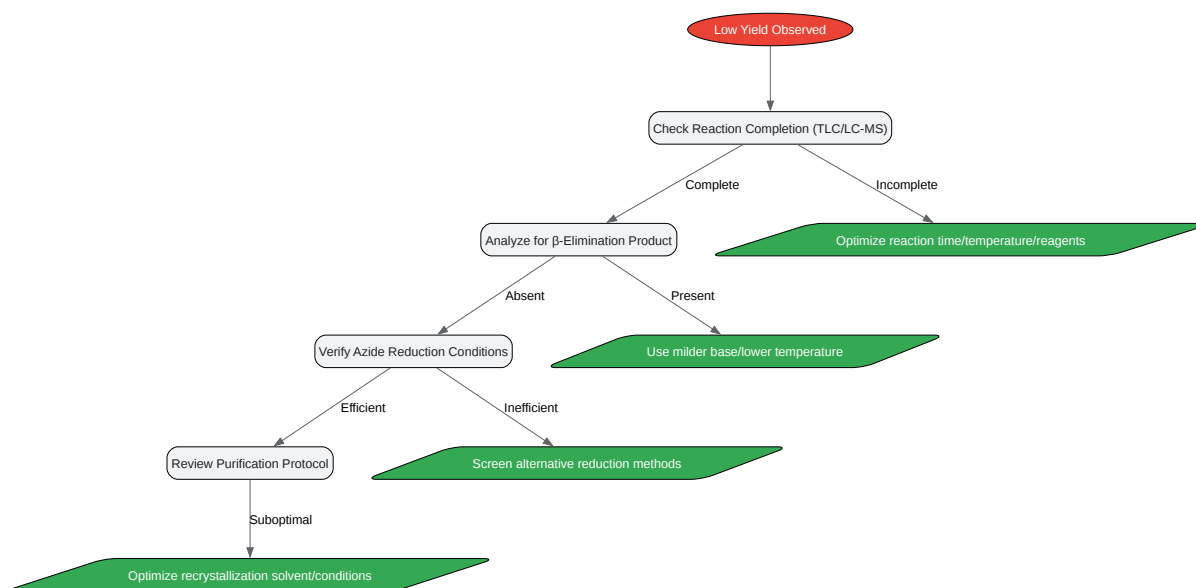 Low Yield Observed
Check Reaction Completion (TLC/LC-MS)
Complete
Incomplete
Analyze for β-Elimination Product
Optimize reaction time/temperature/reagents
Absent
Present
Verify Azide Reduction Conditions
Use milder base/lower temperature
Efficient
Inefficient
Review Purification Protocol
Screen alternative reduction methods
Suboptimal
Optimize recrystallization solvent/conditions